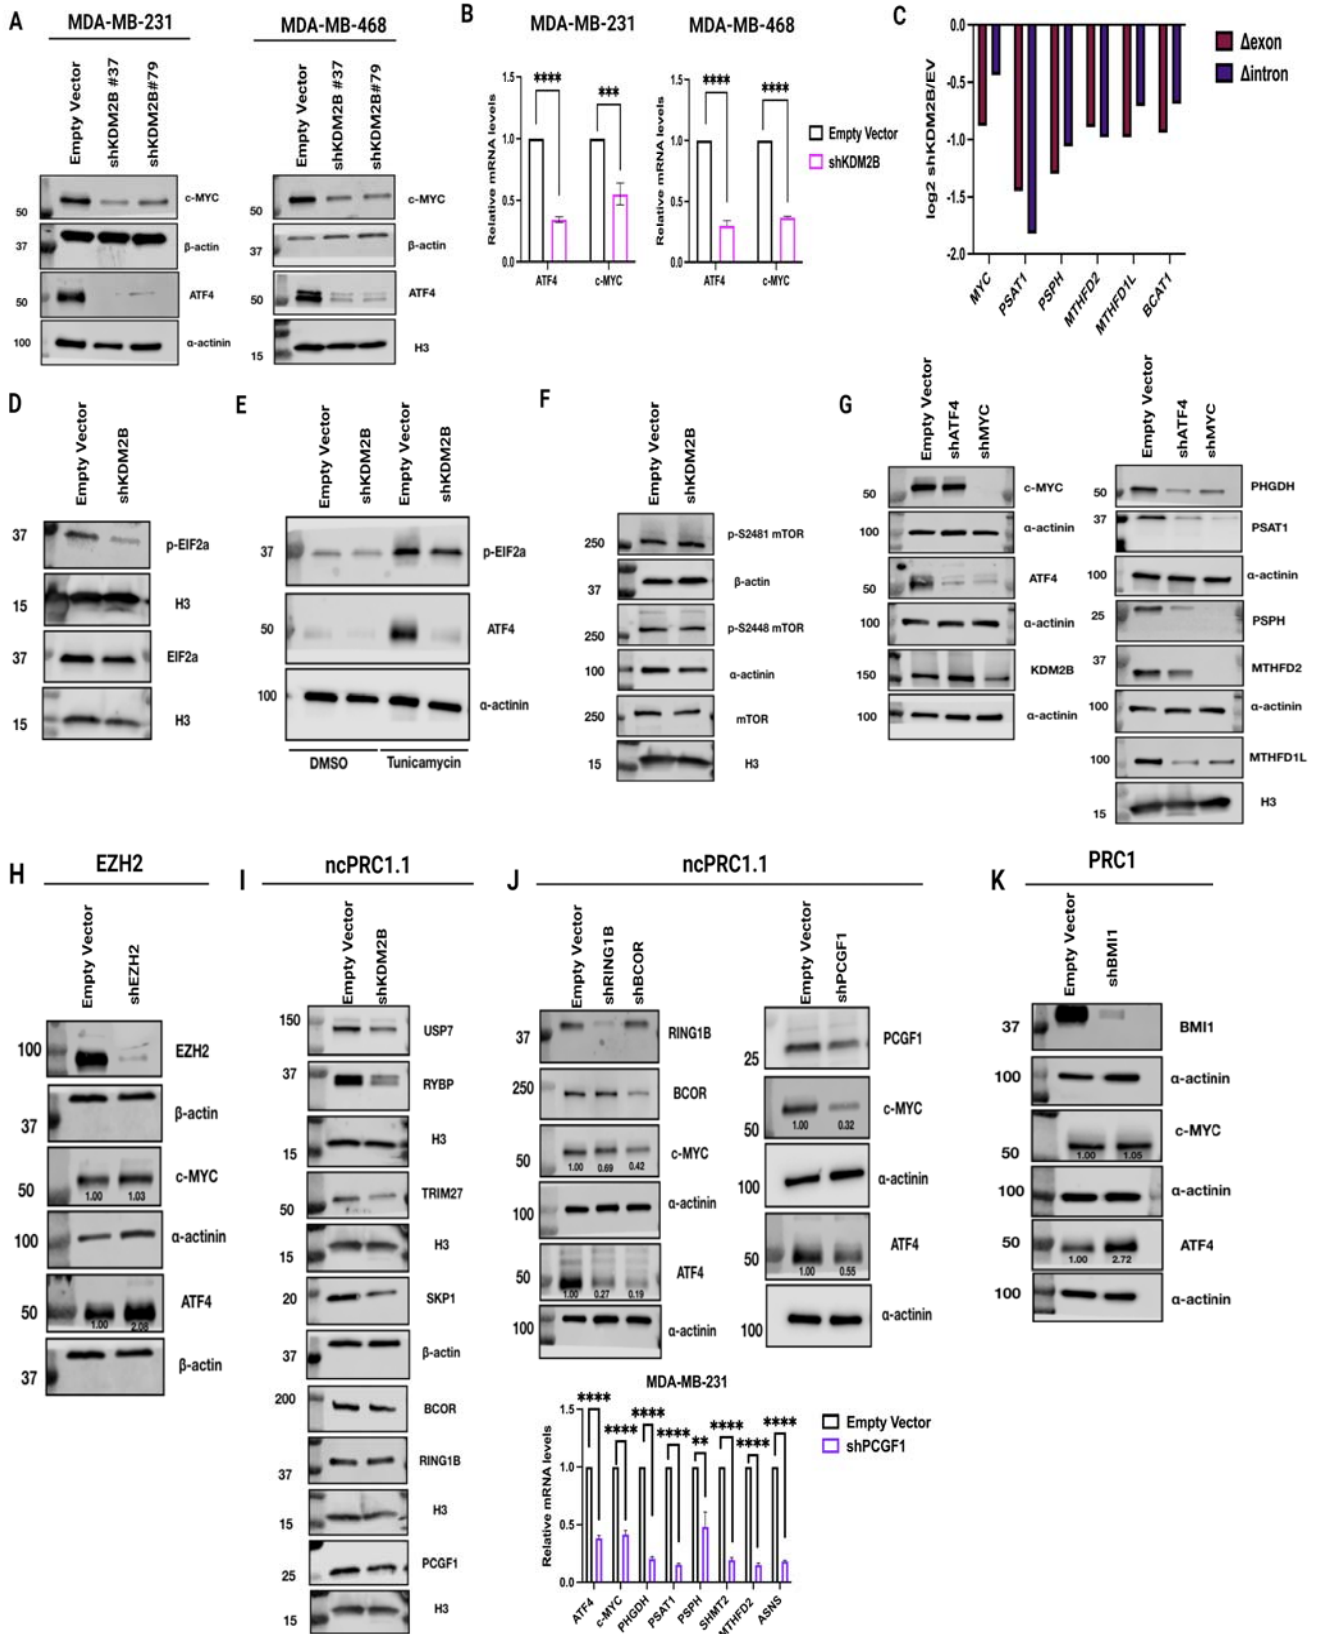 A
MDA-MB-231
MDA-MB-468
Empty Vector
shKDM2B #37
shKDM2B#79
Empty Vector
shKDM2B #37
shKDM2B#79
50
c-MYC
37
β-actin
50
ATF4
100
α-actinin
50
c-MYC
37
β-actin
50
ATF4
15
H3
B
MDA-MB-231
MDA-MB-468
Relative mRNA levels
1.5
1.0
0.5
0.0
****
***
ATF4
c-MYC
Relative mRNA levels
1.5
1.0
0.5
0.0
****
****
ATF4
c-MYC
Empty Vector
shKDM2B
C
log2 shKDM2B/EV
0.0
-0.5
-1.0
-1.5
-2.0
MYC
PSAT1
PSPH
MTHFD2
MTHFD1L
BCAT1
Δexon
Δintron
D
Empty Vector
shKDM2B
37
p-EIF2a
15
H3
37
EIF2a
15
H3
E
Empty Vector
shKDM2B
Empty Vector
shKDM2B
37
p-EIF2a
50
ATF4
100
α-actinin
DMSO
Tunicamycin
F
Empty Vector
shKDM2B
250
p-S2481 mTOR
37
β-actin
250
p-S2448 mTOR
100
α-actinin
250
mTOR
15
H3
G
Empty Vector
shATF4
shMYC
50
c-MYC
100
α-actinin
50
ATF4
100
α-actinin
150
KDM2B
100
α-actinin
Empty Vector
shATF4
shMYC
50
PHGDH
37
PSAT1
100
α-actinin
25
PSPH
37
MTHFD2
100
α-actinin
100
MTHFD1L
15
H3
H
EZH2
Empty Vector
shEZH2
100
EZH2
37
β-actin
50
c-MYC
1.00 1.03
100
α-actinin
50
ATF4
1.00 2.08
37
β-actin
I
ncPRC1.1
Empty Vector
shKDM2B
150
USP7
37
RYBP
15
H3
50
TRIM27
15
H3
20
SKP1
37
β-actin
200
BCOR
37
RING1B
15
H3
25
PCGF1
15
H3
J
ncPRC1.1
Empty Vector
shRING1B
shBCOR
37
RING1B
250
BCOR
50
c-MYC
1.00 0.69 0.42
100
α-actinin
50
ATF4
1.00 0.27 0.19
100
α-actinin
Empty Vector
shPCGF1
25
PCGF1
50
c-MYC
1.00 0.32
100
α-actinin
50
ATF4
1.00 0.55
100
α-actinin
MDA-MB-231
Relative mRNA levels
1.5
1.0
0.5
0.0
****
****
****
****
**
****
****
****
ATF4
c-MYC
PHGDH
PSAT1
PSPH
SHMT2
MTHFD2
ASNS
Empty Vector
shPCGF1
K
PRC1
Empty Vector
shBMI1
37
BMI1
100
α-actinin
50
c-MYC
1.00 1.05
100
α-actinin
50
ATF4
1.00 2.72
100
α-actinin